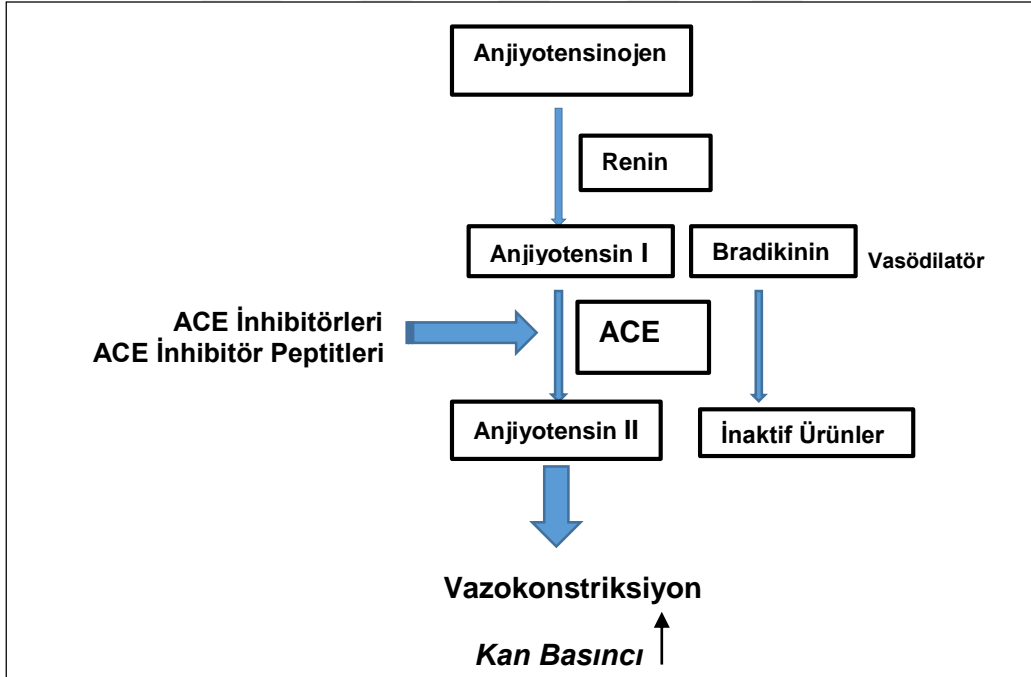 Anjiyotensinojen
Renin
Anjiyotensin I
Bradikinin
Vasödilatör
ACE İnhibitörleri
ACE İnhibitör Peptitleri
ACE
Anjiyotensin II
İnaktif Ürünler
Vazokonstriksiyon
Kan Basıncı